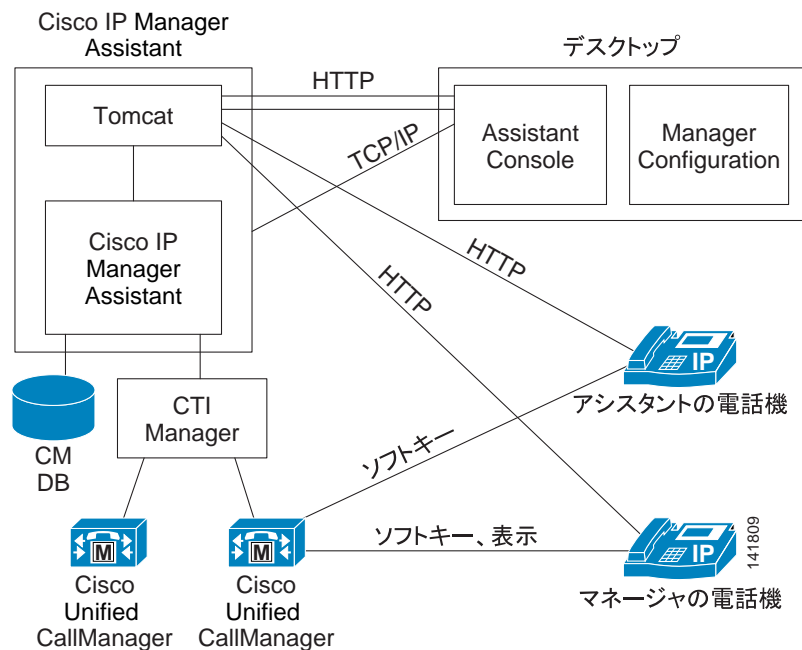 Cisco IP Manager
Assistant
デスクトップ
HTTP
Tomcat
Assistant
Console
Manager
Configuration
TCP/IP
Cisco IP
Manager
Assistant
HTTP
HTTP
IP
アシスタントの電話機
CTI
Manager
CM
DB
ソフトキー
M
M
ソフトキー、表示
IP
141809
マネージャの電話機
Cisco
Unified
CallManager
Cisco
Unified
CallManager